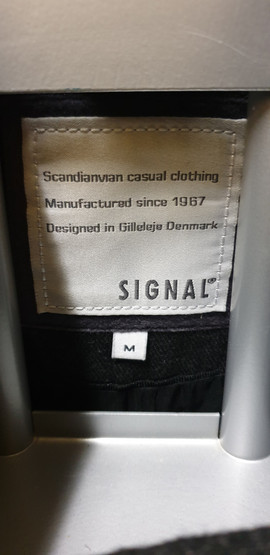 Scandianvian casual clothing
Manufactured since 1967
Designed in Gilleleje Denmark
SIGNAL®
M